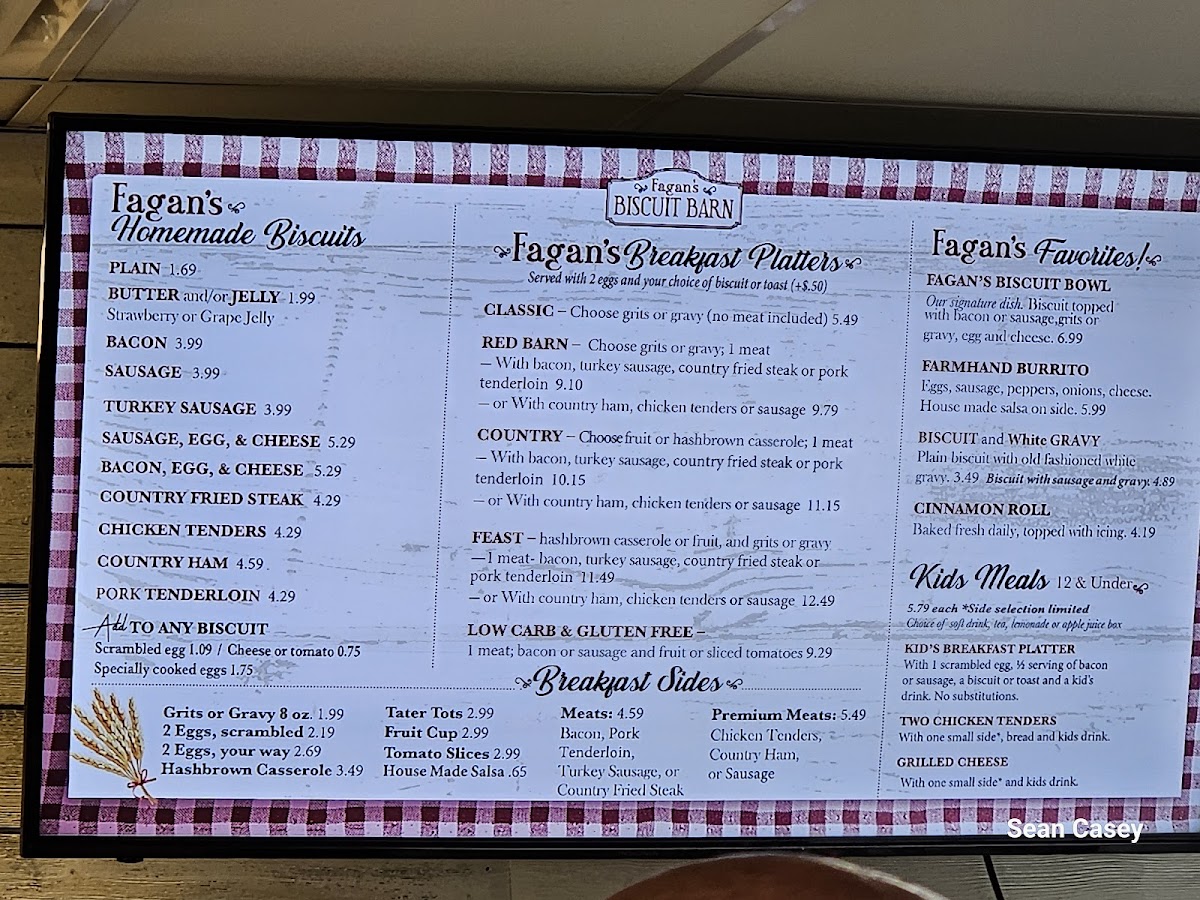 Fagan's
Homemade Biscuits
PLAIN 1.69
BUTTER and/or JELLY 1.99
Strawberry or Grape Jelly
BACON 3.99
SAUSAGE 3.99
TURKEY SAUSAGE 3.99
SAUSAGE, EGG, & CHEESE 5.29
BACON, EGG, & CHEESE 5.29
COUNTRY FRIED STEAK 4.29
CHICKEN TENDERS 4.29
COUNTRY HAM 4.59
PORK TENDERLOIN 4.29
Add TO ANY BISCUIT
Scrambled egg 1.09 / Cheese or tomato 0.75
Specially cooked eggs 1.75
Fagan's
BISCUIT BARN
Fagan's Breakfast Platters
Served with 2 eggs and your choice of biscuit or toast (+$.50)
CLASSIC – Choose grits or gravy (no meat included) 5.49
RED BARN – Choose grits or gravy; 1 meat
– With bacon, turkey sausage, country fried steak or pork
tenderloin 9.10
– or With country ham, chicken tenders or sausage 9.79
COUNTRY – Choose fruit or hashbrown casserole; 1 meat
– With bacon, turkey sausage, country fried steak or pork
tenderloin 10.15
– or With country ham, chicken tenders or sausage 11.15
FEAST – hashbrown casserole or fruit, and grits or gravy
–1 meat- bacon, turkey sausage, country fried steak or
pork tenderloin 11.49
– or With country ham, chicken tenders or sausage 12.49
LOW CARB & GLUTEN FREE –
1 meat; bacon or sausage and fruit or sliced tomatoes 9.29
Breakfast Sides
Grits or Gravy 8 oz. 1.99
2 Eggs, scrambled 2.19
2 Eggs, your way 2.69
Hashbrown Casserole 3.49
Tater Tots 2.99
Fruit Cup 2.99
Tomato Slices 2.99
House Made Salsa .65
Meats: 4.59
Bacon, Pork
Tenderloin,
Turkey Sausage, or
Country Fried Steak
Premium Meats: 5.49
Chicken Tenders,
Country Ham,
or Sausage
Fagan's Favorites!
FAGAN'S BISCUIT BOWL
Our signature dish. Biscuit topped
with bacon or sausage,grits or
gravy, egg and cheese. 6.99
FARMHAND BURRITO
Eggs, sausage, peppers, onions, cheese.
House made salsa on side. 5.99
BISCUIT and White GRAVY
Plain biscuit with old fashioned white
gravy. 3.49 Biscuit with sausage and gravy. 4.89
CINNAMON ROLL
Baked fresh daily, topped with icing. 4.19
Kids Meals 12 & Under
5.79 each *Side selection limited
Choice of soft drink, tea, lemonade or apple juice box
KID'S BREAKFAST PLATTER
With 1 scrambled egg, ½ serving of bacon
or sausage, a biscuit or toast and a kid's
drink. No substitutions.
TWO CHICKEN TENDERS
With one small side*, bread and kids drink.
GRILLED CHEESE
With one small side* and kids drink.
Sean Casey